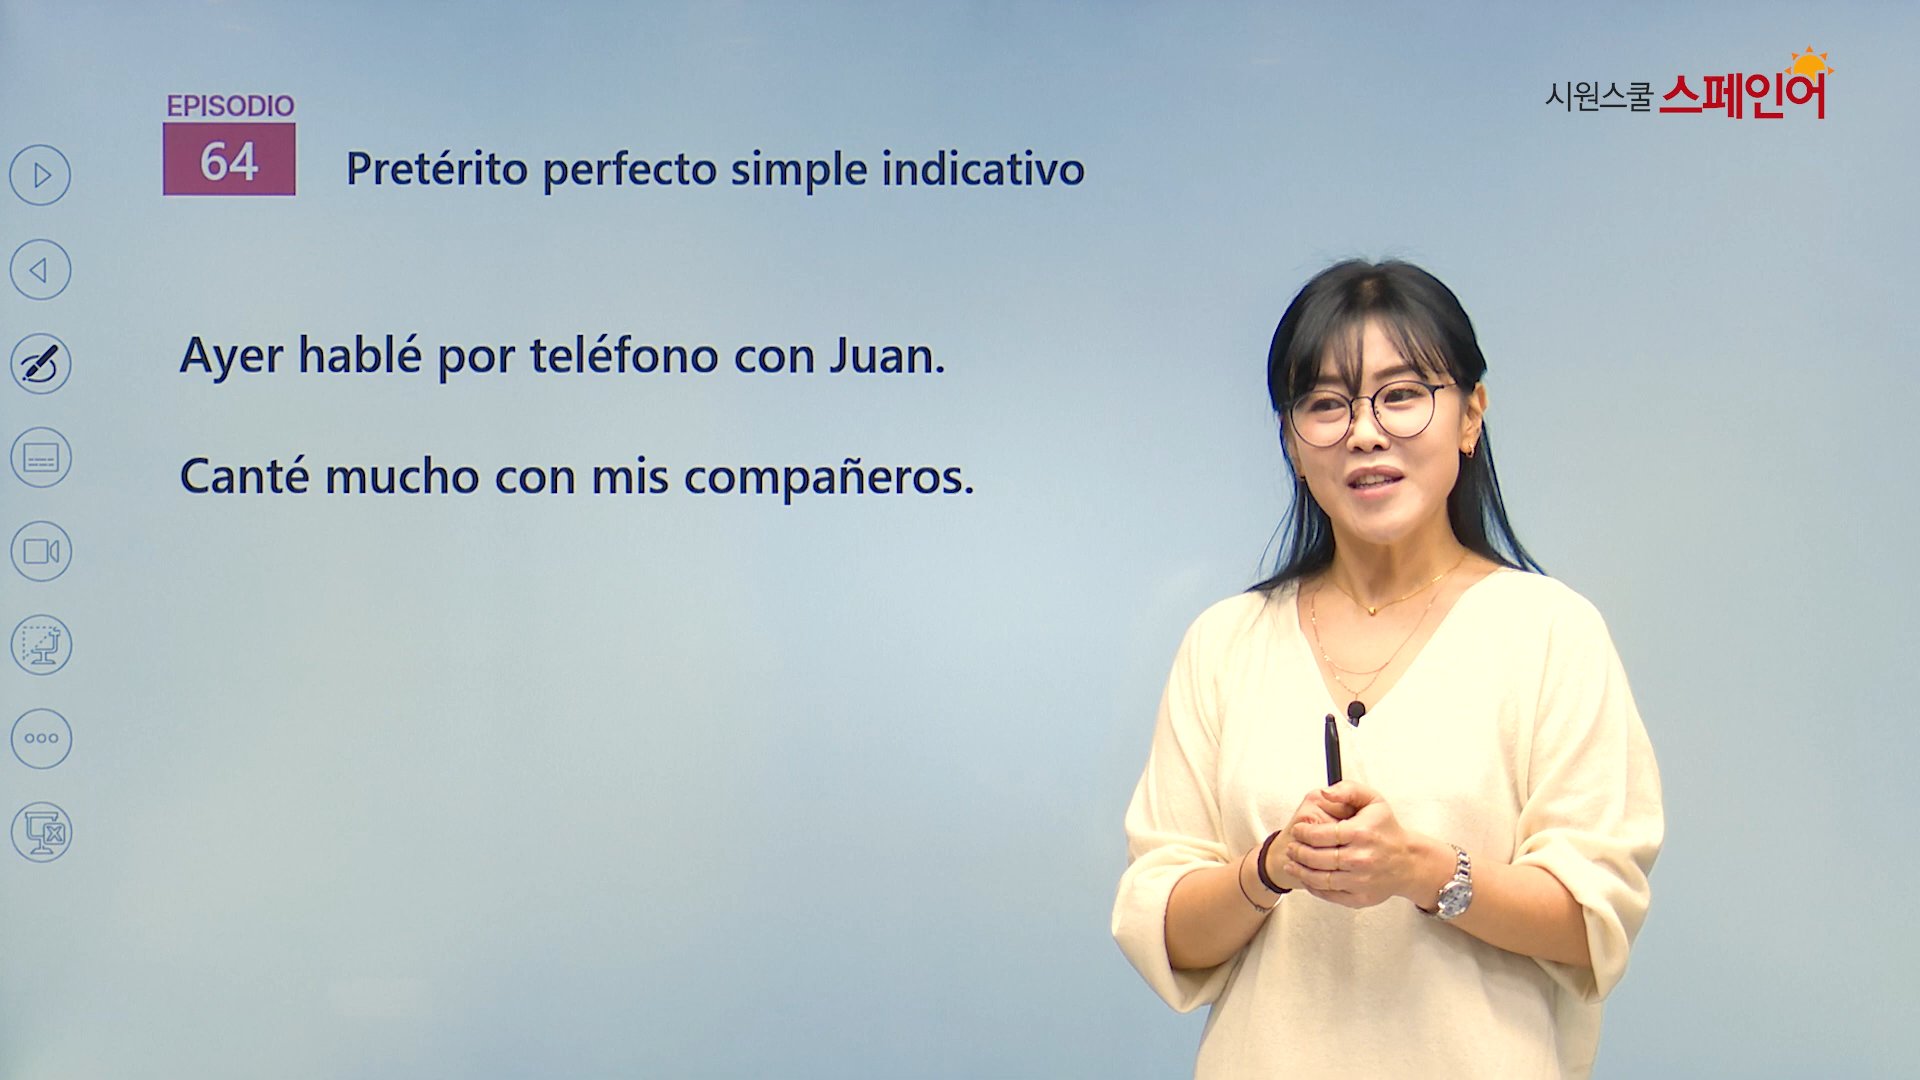 EPISODIO
64
Pretérito perfecto simple indicativo
시원스쿨 스페인어
Ayer hablé por teléfono con Juan.
Canté mucho con mis compañeros.